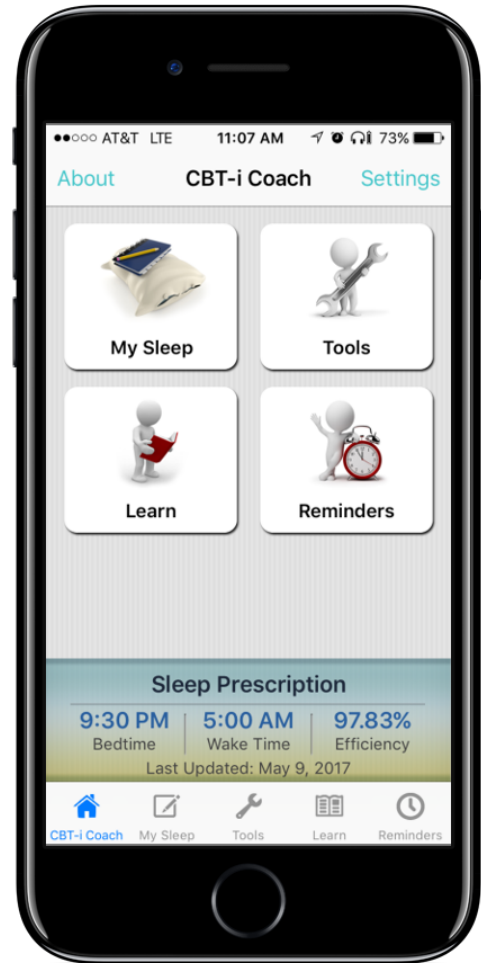 AT&T LTE 11:07 AM 73%
About CBT-i Coach Settings
My Sleep Tools
Learn Reminders
Sleep Prescription
9:30 PM 5:00 AM 97.83%
Bedtime Wake Time Efficiency
Last Updated: May 9, 2017
CBT-i Coach My Sleep Tools Learn Reminders